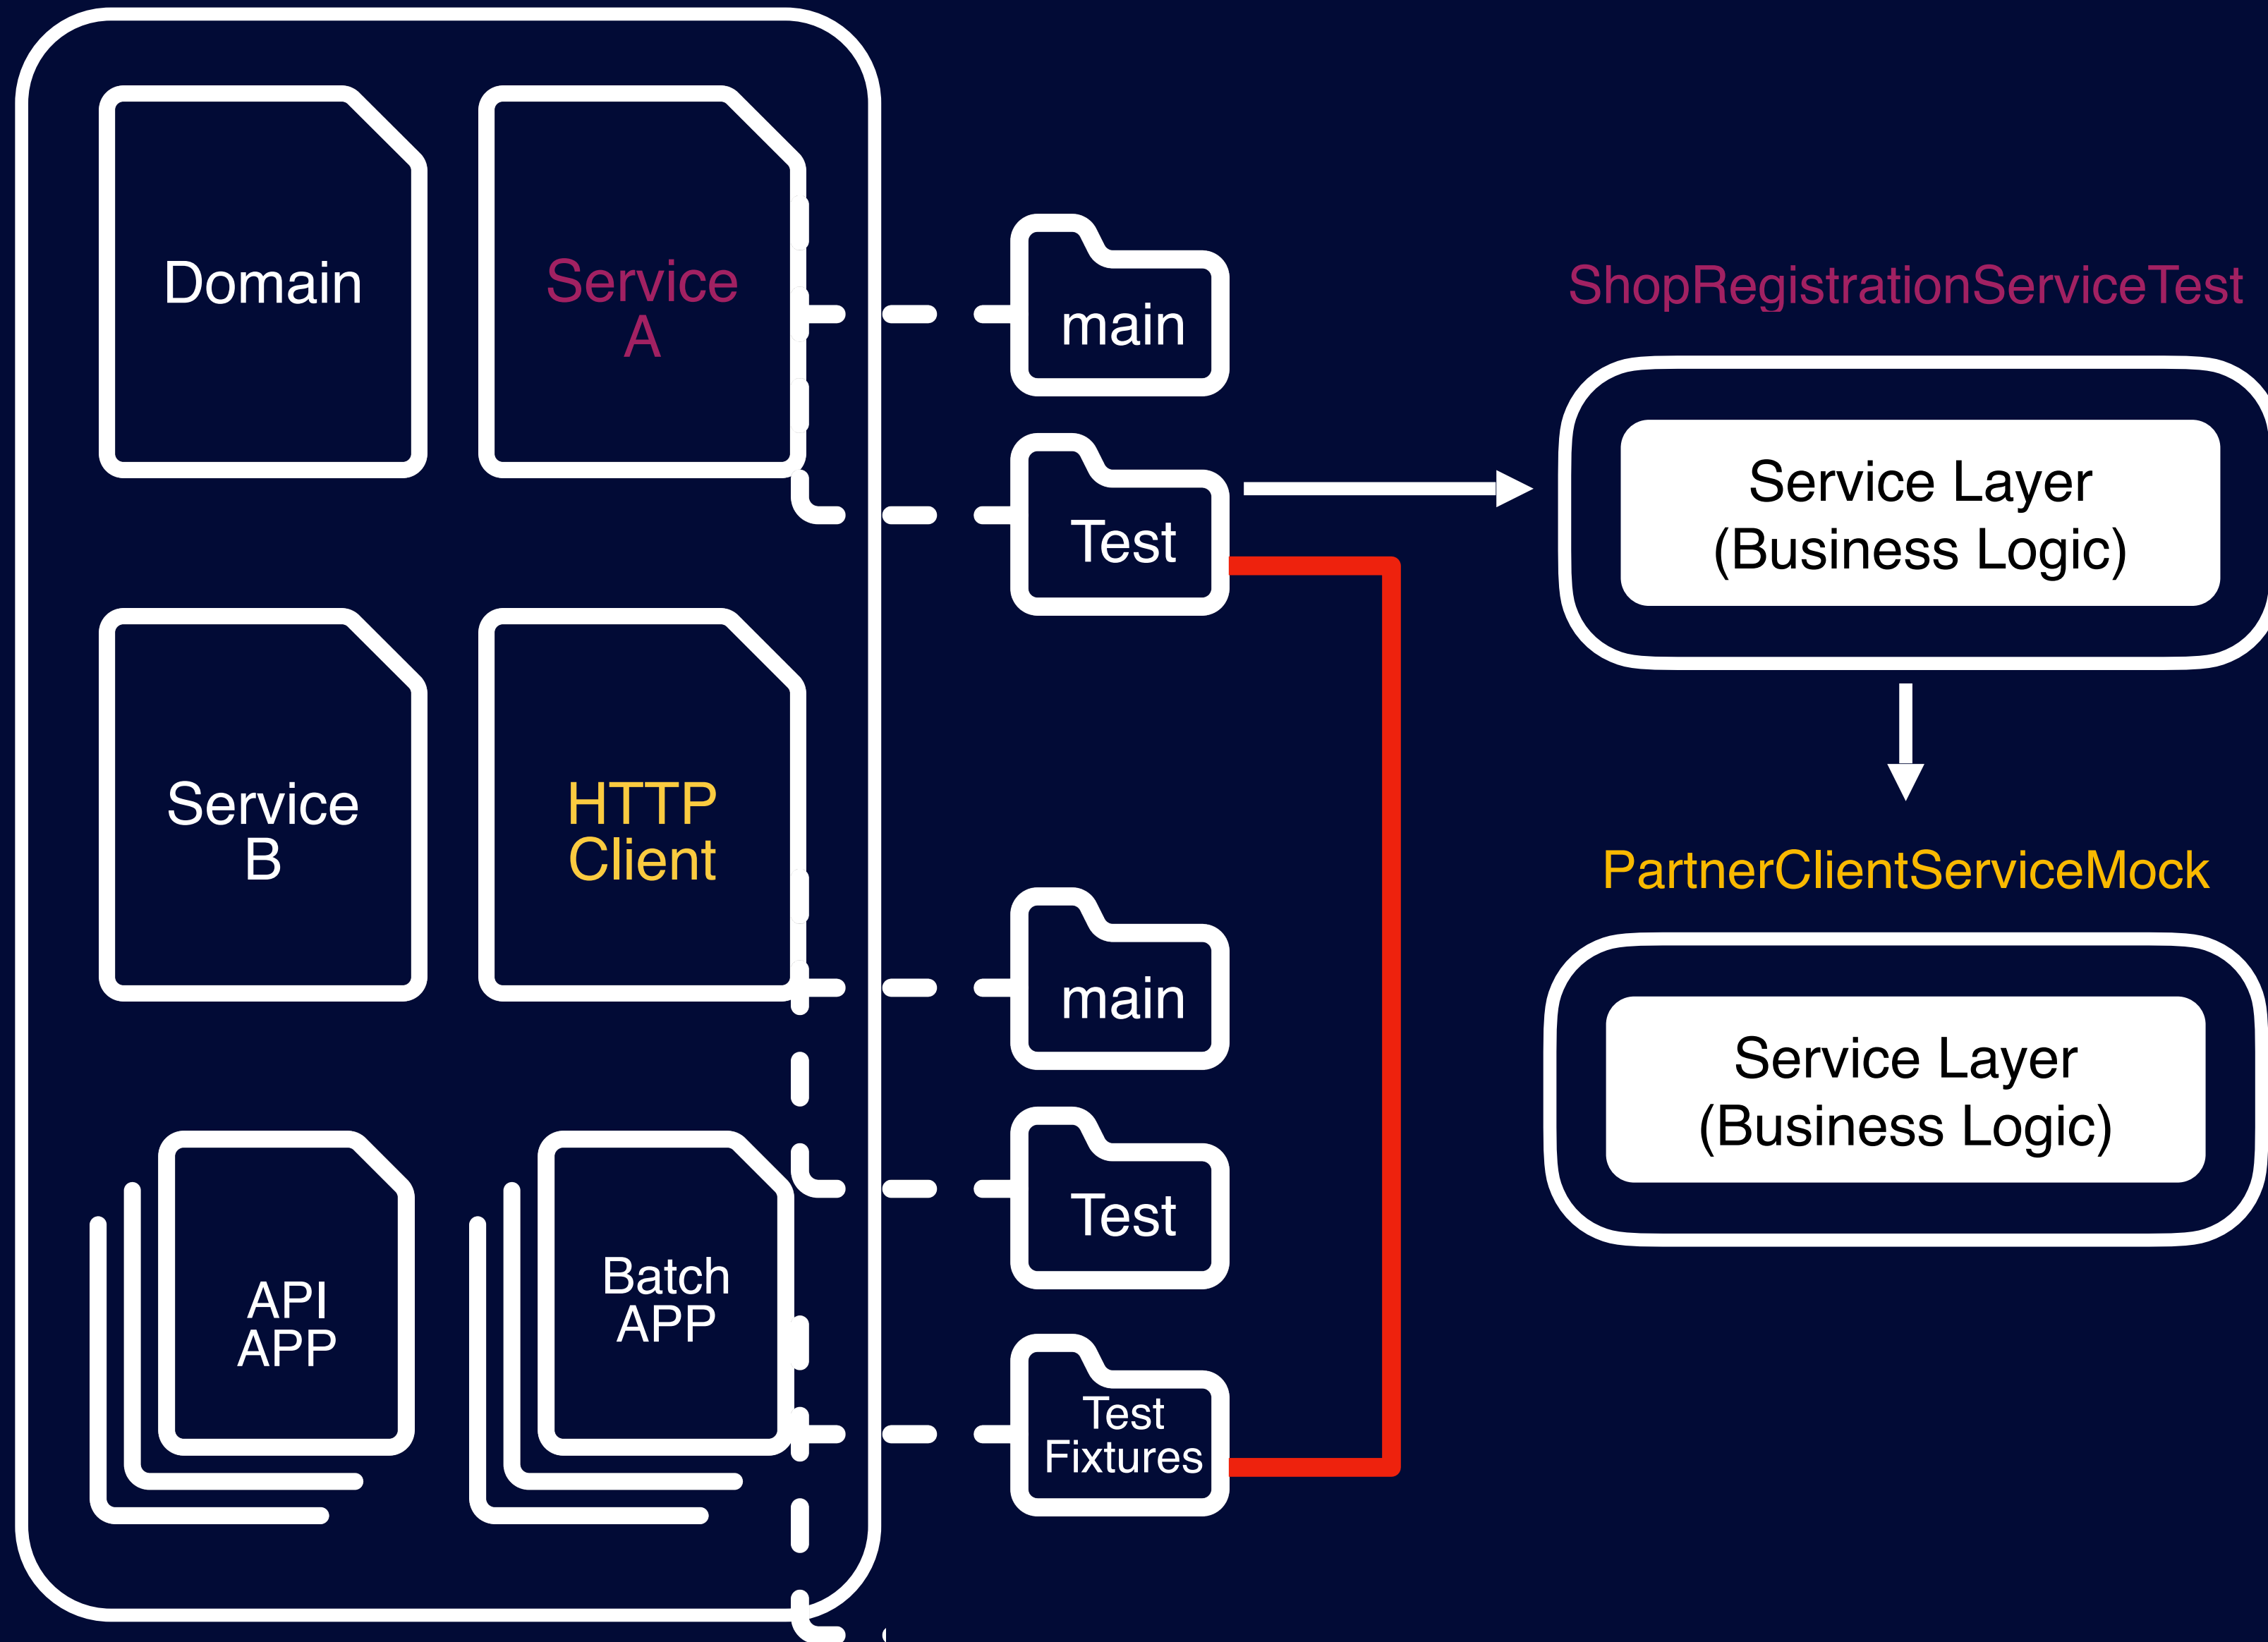 Domain
Service
A
Service
B
HTTP
Client
API
APP
Batch
APP
main
Test
main
Test
Test
Fixtures
ShopRegistrationServiceTest
Service Layer
(Business Logic)
PartnerClientServiceMock
Service Layer
(Business Logic)